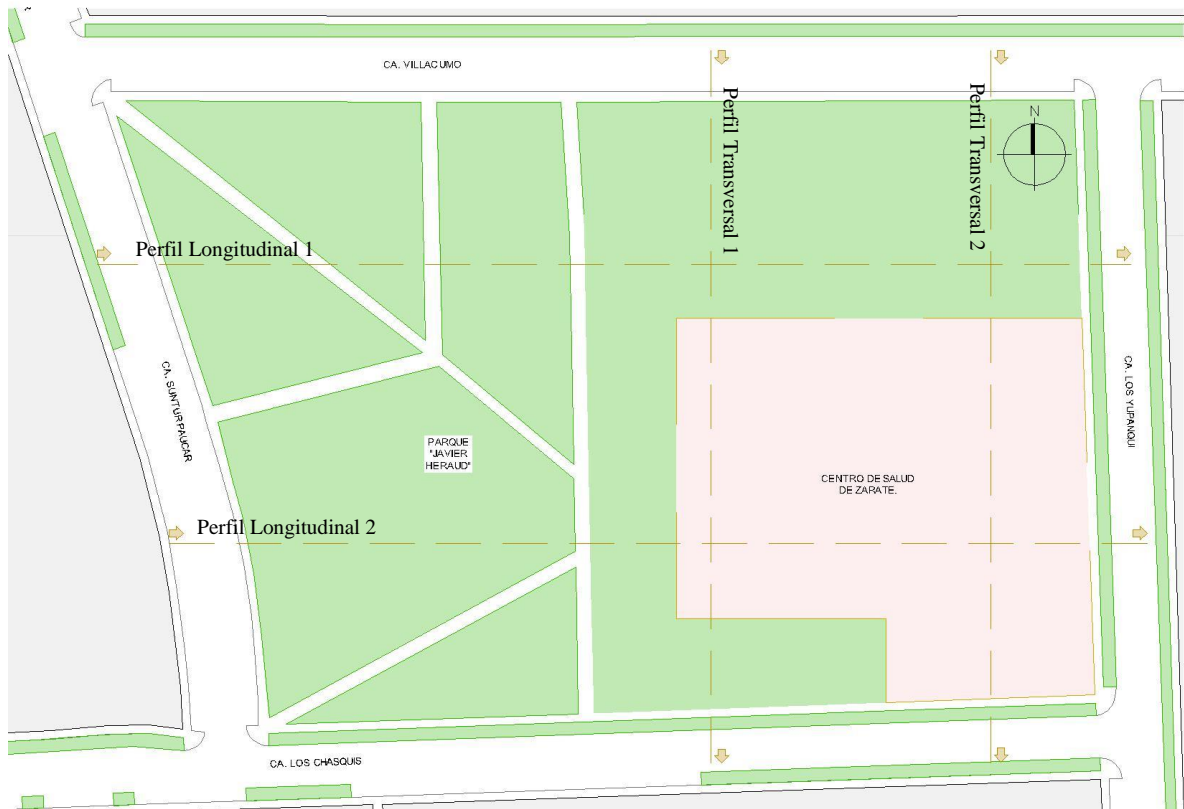 CA. VILLACUMO
Perfil Transversal 1
Perfil Transversal 2
N
Perfil Longitudinal 1
CA. SUNTURPAUCAR
CA. LOS YUPANQUI
PARQUE
"JAVIER
HERAUD"
CENTRO DE SALUD
DE ZARATE.
Perfil Longitudinal 2
CA. LOS CHASQUIS